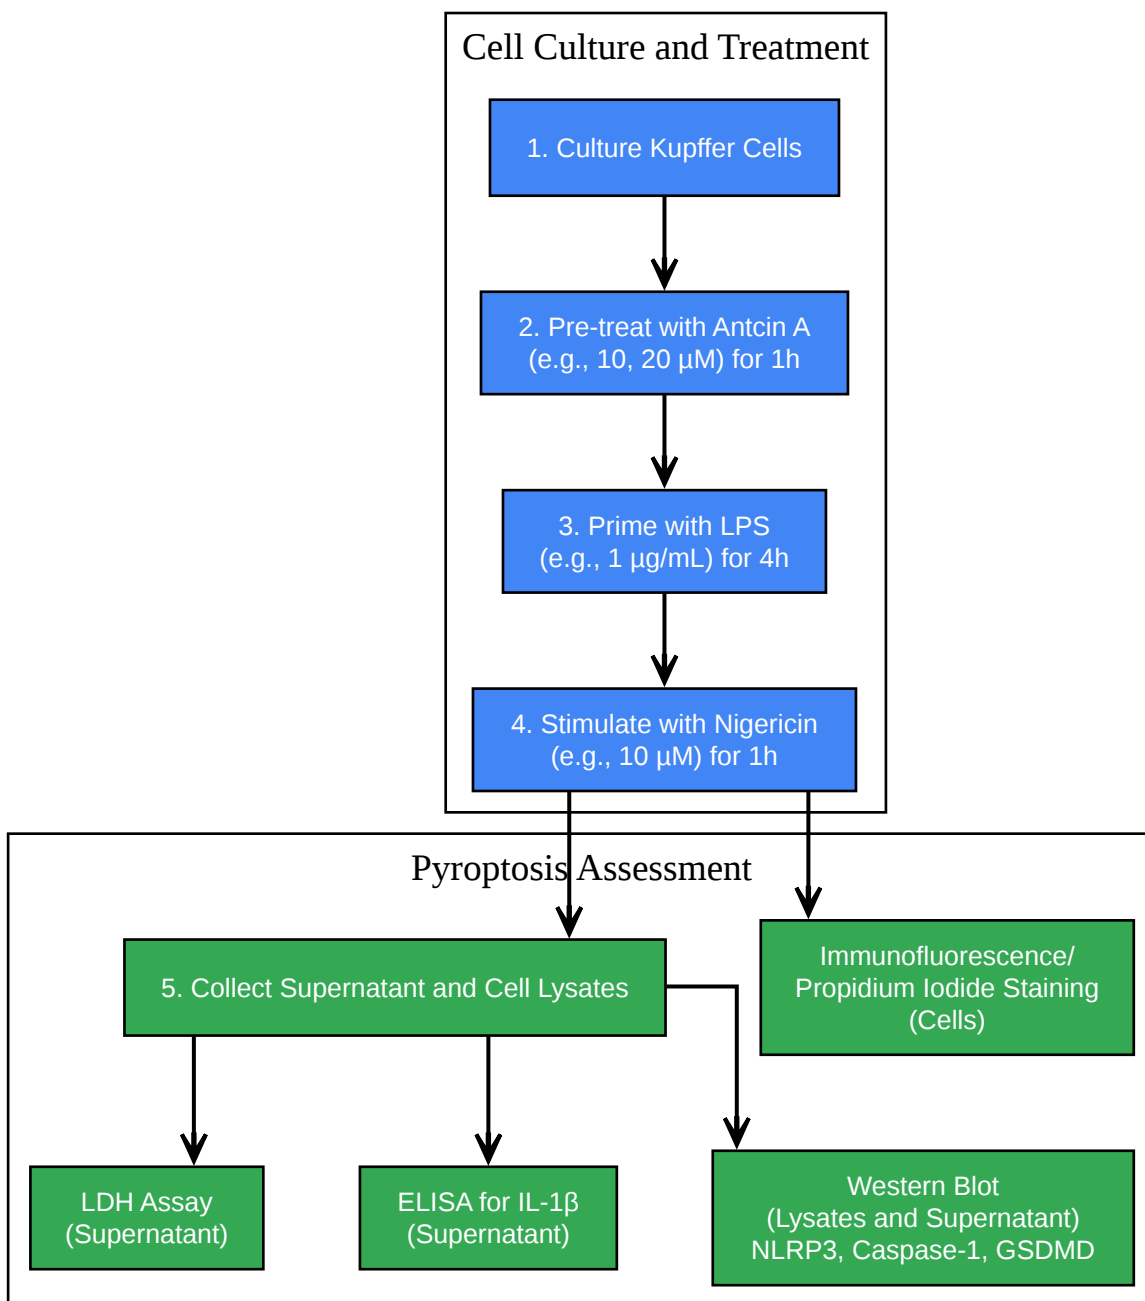 Cell Culture and Treatment
1. Culture Kupffer Cells
2. Pre-treat with Antcin A
(e.g., 10, 20 µM) for 1h
3. Prime with LPS
(e.g., 1 µg/mL) for 4h
4. Stimulate with Nigericin
(e.g., 10 µM) for 1h
Pyroptosis Assessment
5. Collect Supernatant and Cell Lysates
Immunofluorescence/
Propidium Iodide Staining
(Cells)
LDH Assay
(Supernatant)
ELISA for IL-1β
(Supernatant)
Western Blot
(Lysates and Supernatant)
NLRP3, Caspase-1, GSDMD